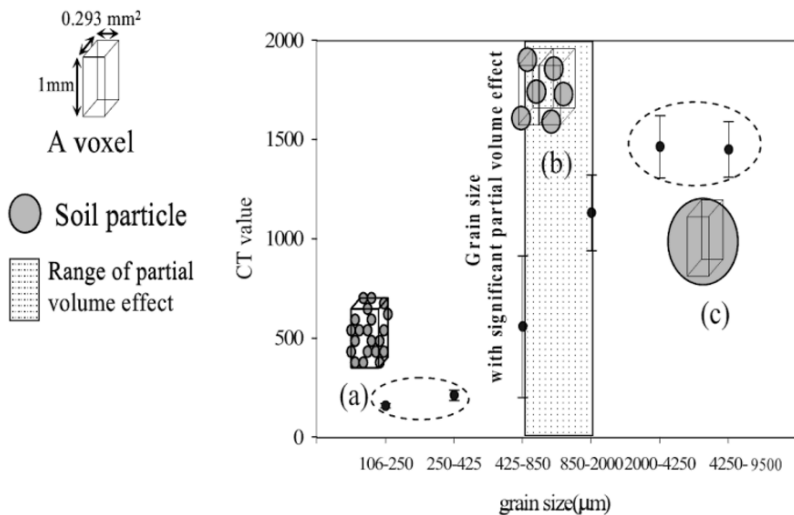 0.293 mm²
1mm
A voxel
Soil particle
Range of partial
volume effect
CT value
2000
1500
1000
500
0
Grain size
with significant partial volume effect
(a)
(b)
(c)
106-250
250-425
425-850
850-2000
2000-4250
4250-9500
grain size(μm)